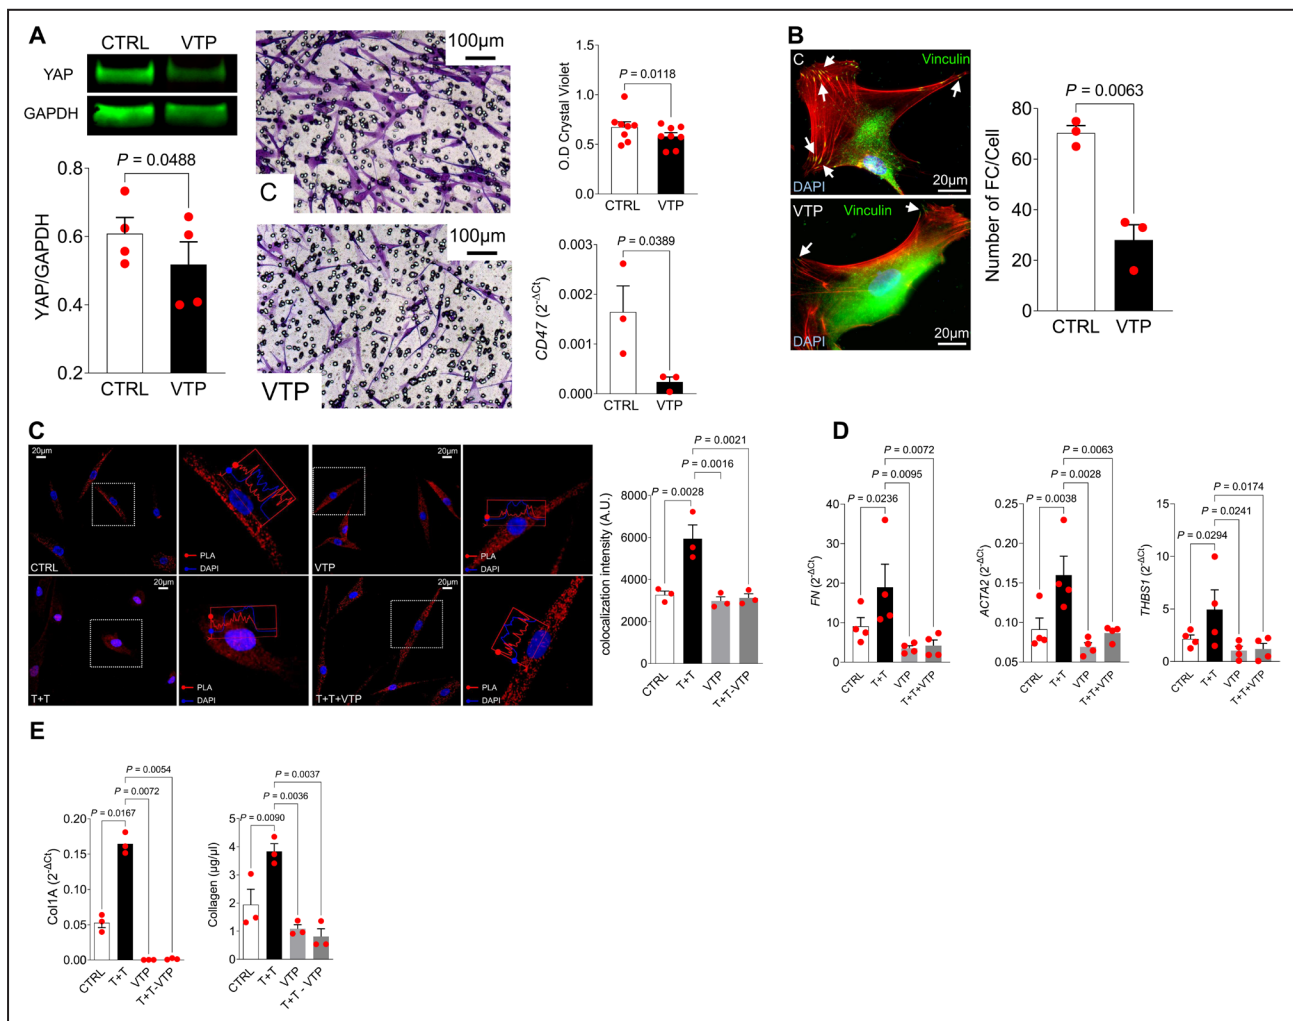 A
CTRL VTP
YAP
GAPDH
P = 0.0488
YAP/GAPDH
0.8
0.6
0.4
0.2
CTRL VTP
100µm
C
100µm
VTP
O.D Crystal Violet
P = 0.0118
1.5
1.0
0.5
0.0
CTRL VTP
CD47 (2-ΔCt)
P = 0.0389
0.003
0.002
0.001
0.000
CTRL VTP
B
C
Vinculin
DAPI
20µm
VTP
Vinculin
DAPI
20µm
Number of FC/Cell
P = 0.0063
80
60
40
20
0
CTRL VTP
C
20µm
CTRL
PLA
DAPI
20µm
VTP
PLA
DAPI
20µm
T+T
PLA
DAPI
20µm
T+T+VTP
PLA
DAPI
colocalization intensity (A.U.)
P = 0.0021
P = 0.0016
P = 0.0028
8000
6000
4000
2000
0
CTRL
T+T
VTP
T+T-VTP
D
FN (2-ΔCt)
P = 0.0072
P = 0.0095
P = 0.0236
40
30
20
10
0
CTRL
T+T
VTP
T+T+VTP
ACTA2 (2-ΔCt)
P = 0.0063
P = 0.0028
P = 0.0038
0.25
0.20
0.15
0.10
0.05
CTRL
T+T
VTP
T+T+VTP
THBS1 (2-ΔCt)
P = 0.0174
P = 0.0241
P = 0.0294
15
10
5
0
CTRL
T+T
VTP
T+T+VTP
E
Col1A (2-ΔCt)
P = 0.0054
P = 0.0072
P = 0.0167
0.20
0.15
0.10
0.05
0.00
CTRL
T+T
VTP
T+T-VTP
Collagen (µg/µl)
P = 0.0037
P = 0.0036
P = 0.0090
5
4
3
2
1
0
CTRL
T+T
VTP
T+T - VTP